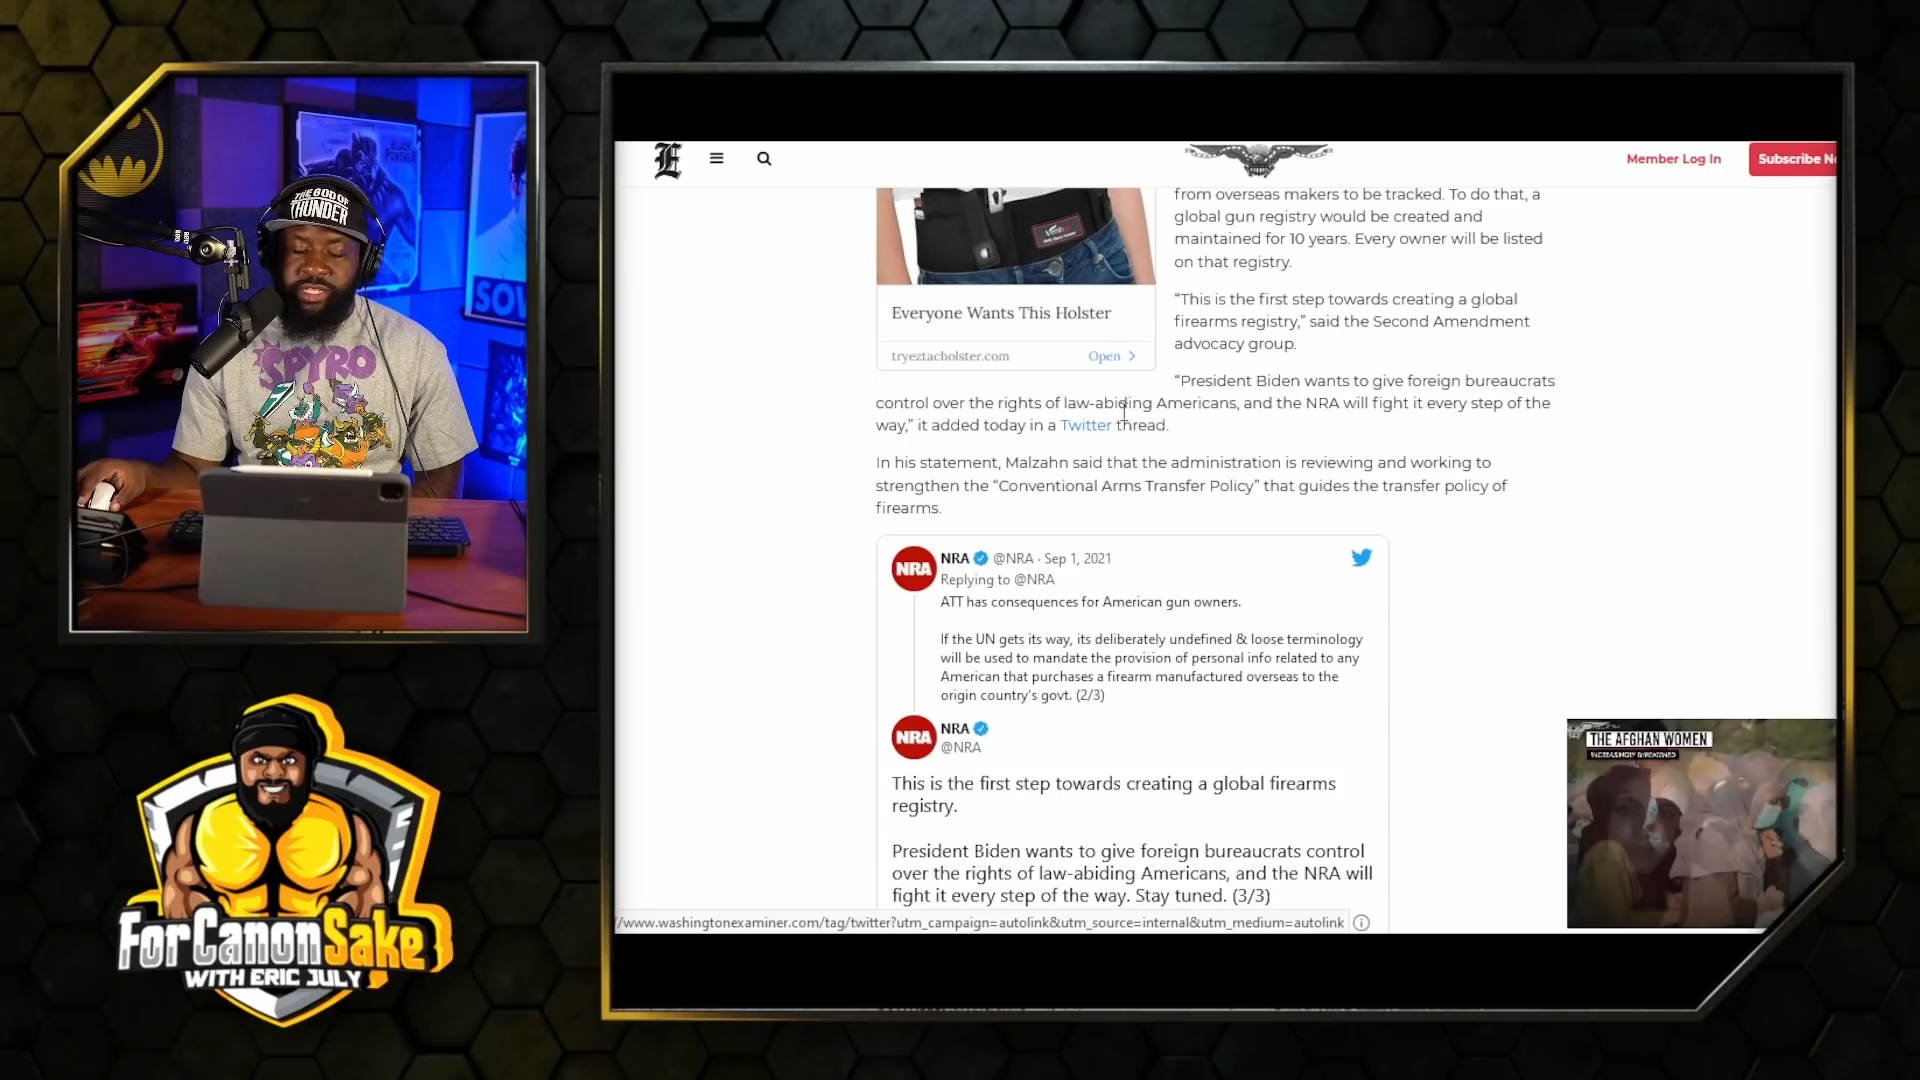 BLACK
PANTHER
THE GOD OF
THUNDER
SPYRO
SOW
ForCanonSake
WITH ERIC JULY
E
Member Log In
Subscribe No
Everyone Wants This Holster
tryeztacholster.com
Open
from overseas makers to be tracked. To do that, a
global gun registry would be created and
maintained for 10 years. Every owner will be listed
on that registry.
“This is the first step towards creating a global
firearms registry,” said the Second Amendment
advocacy group.
“President Biden wants to give foreign bureaucrats
control over the rights of law-abiding Americans, and the NRA will fight it every step of the
way,” it added today in a Twitter thread.
In his statement, Malzahn said that the administration is reviewing and working to
strengthen the “Conventional Arms Transfer Policy” that guides the transfer policy of
firearms.
NRA
NRA @NRA · Sep 1, 2021
Replying to @NRA
ATT has consequences for American gun owners.
If the UN gets its way, its deliberately undefined & loose terminology
will be used to mandate the provision of personal info related to any
American that purchases a firearm manufactured overseas to the
origin country's govt. (2/3)
NRA
NRA
@NRA
This is the first step towards creating a global firearms
registry.
President Biden wants to give foreign bureaucrats control
over the rights of law-abiding Americans, and the NRA will
fight it every step of the way. Stay tuned. (3/3)
/www.washingtonexaminer.com/tag/twitter?utm_campaign=autolink&utm_source=internal&utm_medium=autolink
THE AFGHAN WOMEN
INCREASINGLY THREATENED